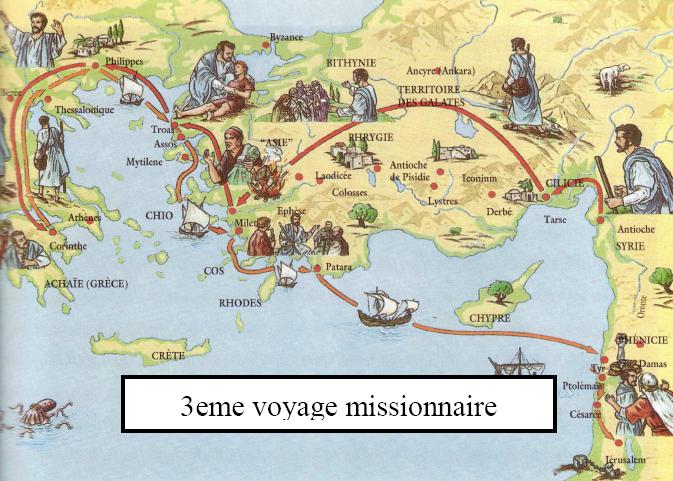 Byzance
Philippes
BITHYNIE
Ancyre (Ankara)
TERRITOIRE
DES GALATES
Thessalonique
Troas
Assos
"ASIE"
PHRYGIE
Mytilene
Laodicée
Antioche
de Pisidie
Iconium
CILICIE
Colosses
Lystres
Derbé
Tarse
CHIO
Ephèse
Milet
Athènes
Corinthe
Antioche
SYRIE
ACHAÏE (GRÈCE)
COS
Patara
RHODES
CHYPRE
Oronte
PHÉNICIE
CRÈTE
Tyr
Damas
Ptolémaïs
Césarée
3eme voyage missionnaire
Jérusalem